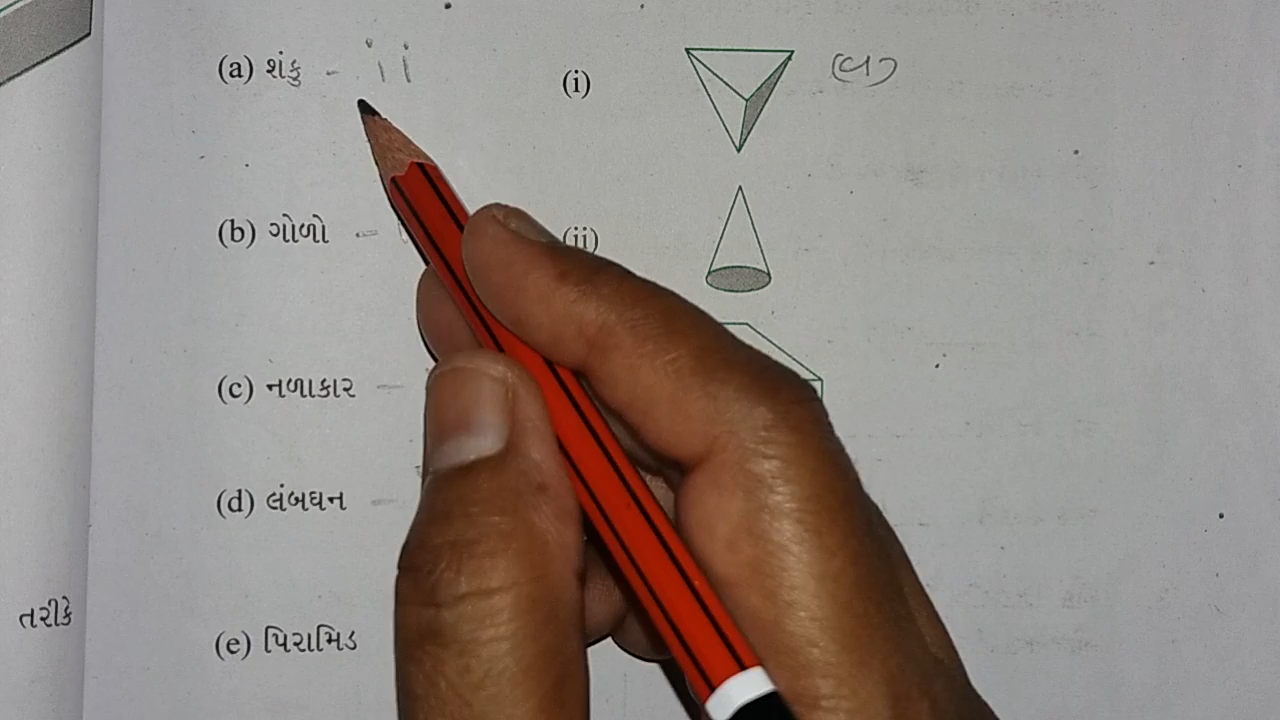 (a) શંકુ - ii
(i)
(b) ગોળો -
(ii)
(c) નળાકાર -
(d) લંબઘન -
તરીકે
(e) પિરામિડ